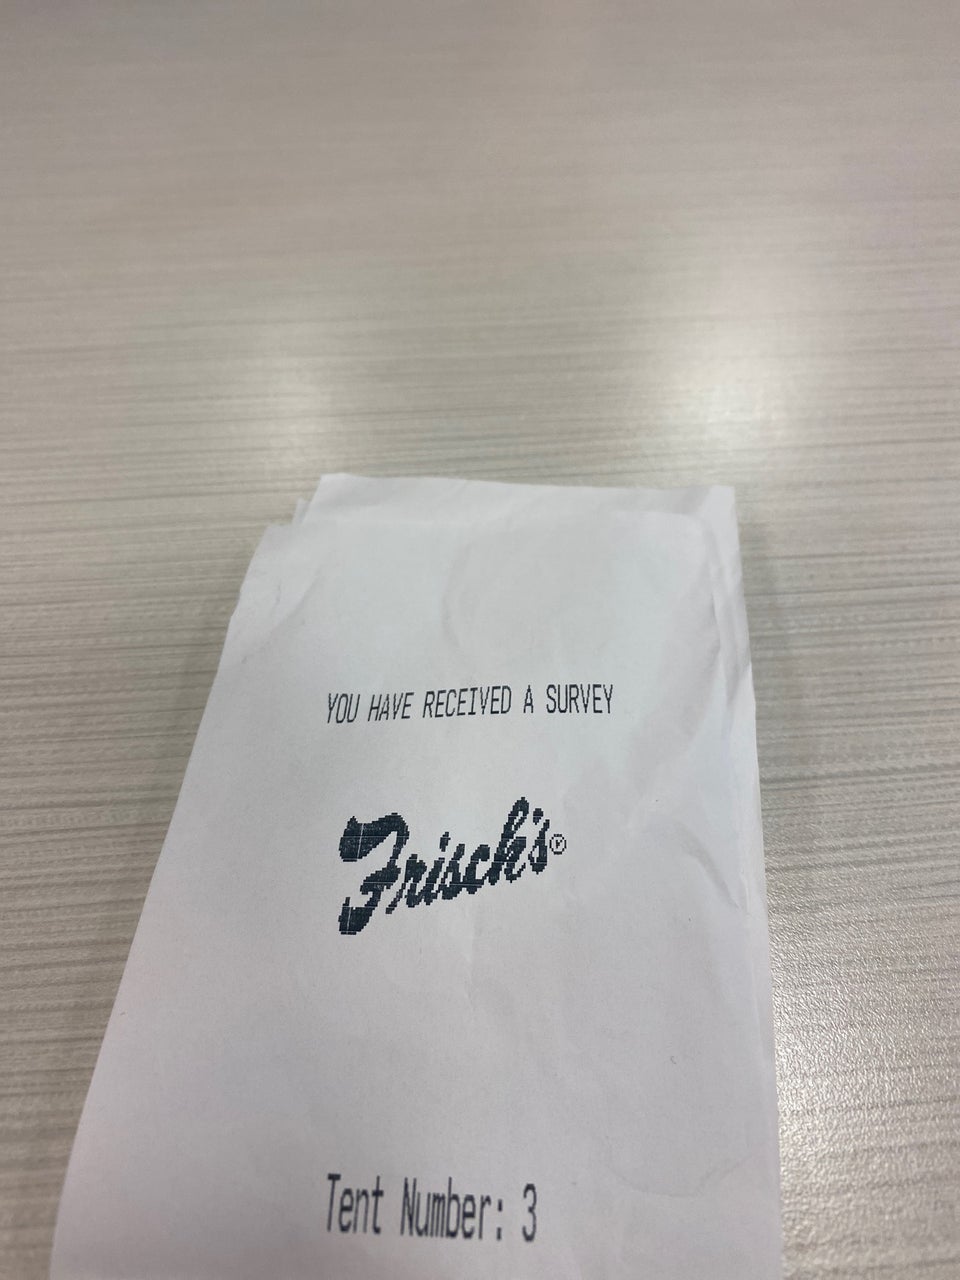 YOU HAVE RECEIVED A SURVEY
Frisch's®
Tent Number: 3